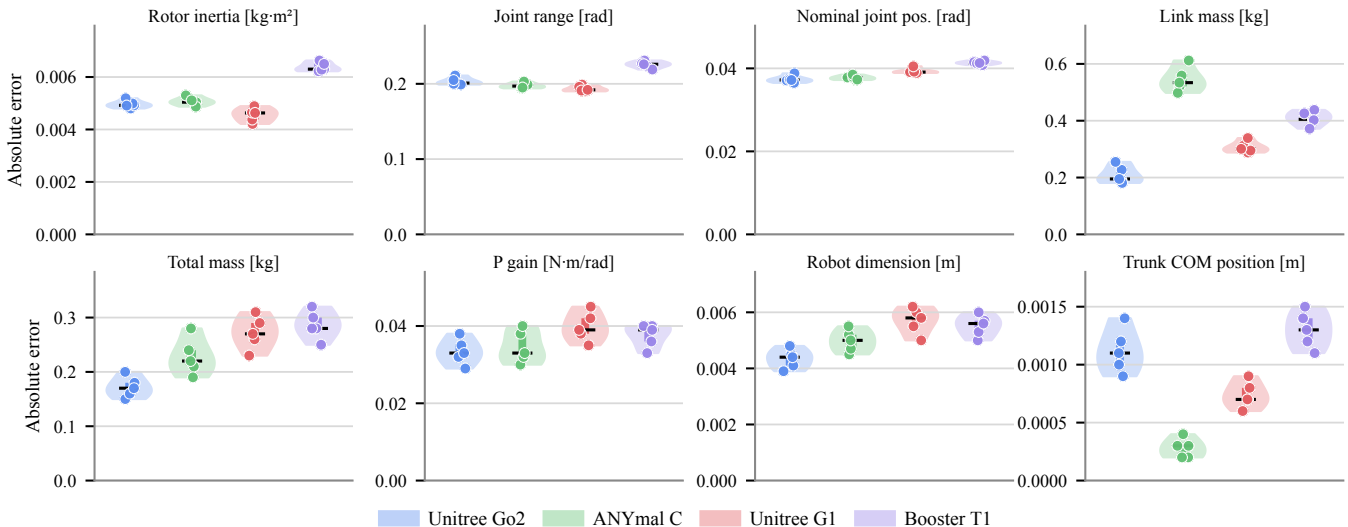 Rotor inertia [kg·m²]
Joint range [rad]
Nominal joint pos. [rad]
Link mass [kg]
Absolute error
0.006
0.004
0.002
0.000
0.2
0.1
0.0
0.04
0.02
0.00
0.6
0.4
0.2
0.0
Total mass [kg]
P gain [N·m/rad]
Robot dimension [m]
Trunk COM position [m]
Absolute error
0.3
0.2
0.1
0.0
0.04
0.02
0.00
0.006
0.004
0.002
0.000
0.0015
0.0010
0.0005
0.0000
Unitree Go2
ANYmal C
Unitree G1
Booster T1